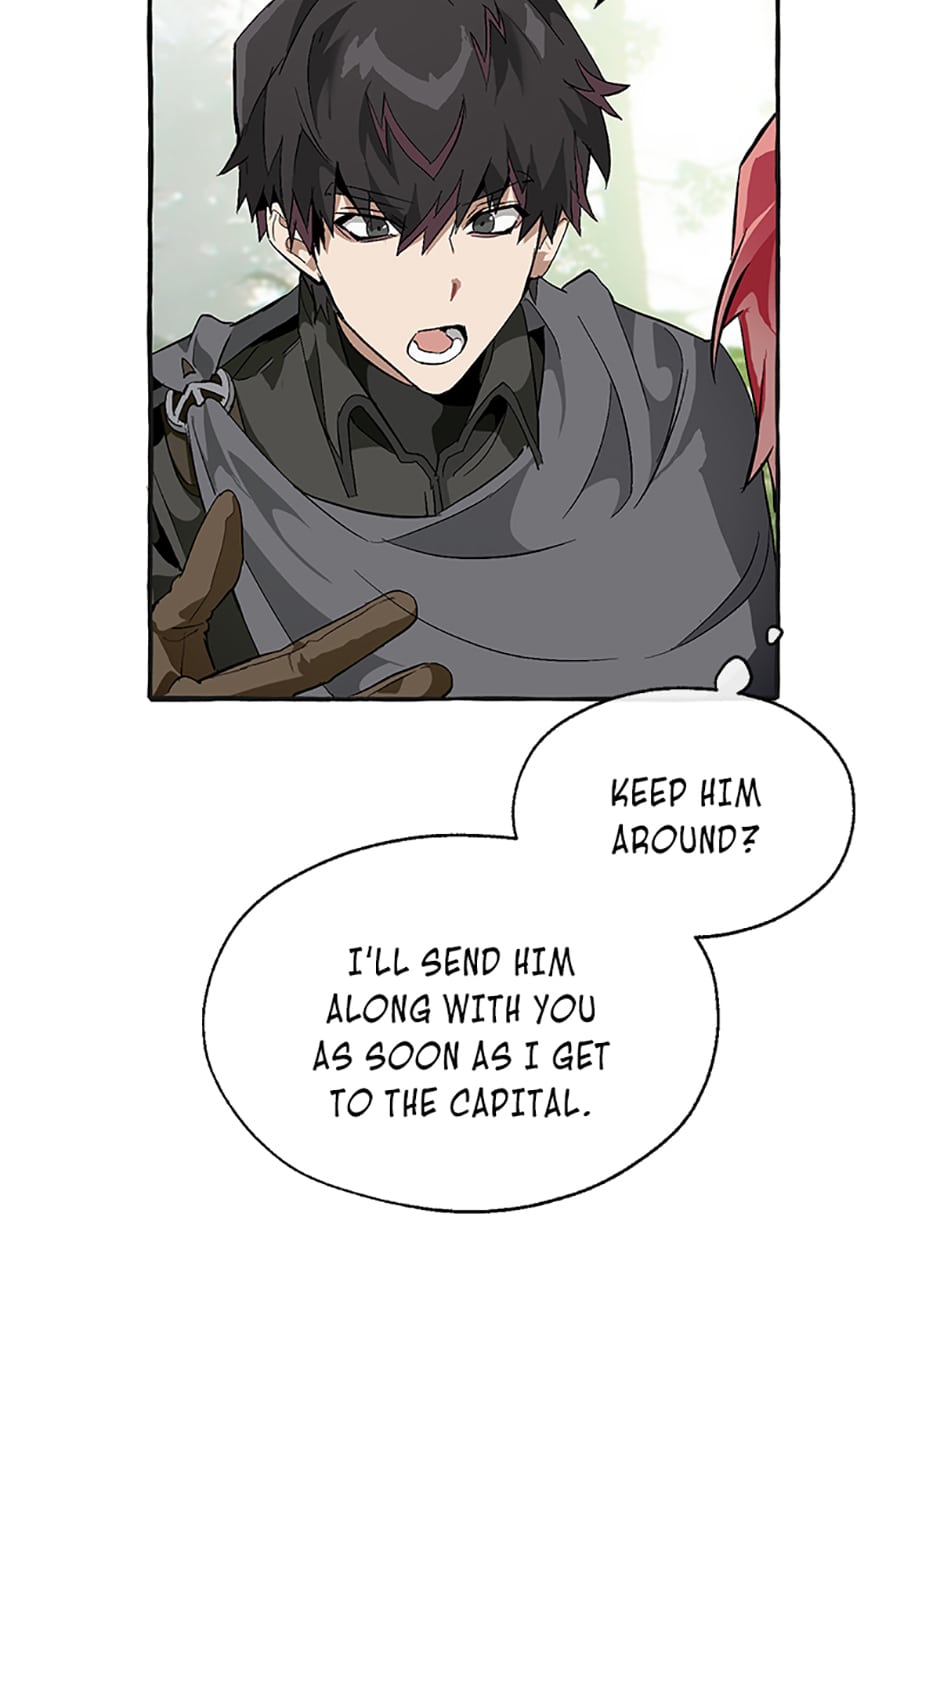 KEEP HIM
AROUND?
I'LL SEND HIM
ALONG WITH YOU
AS SOON AS I GET
TO THE CAPITAL.